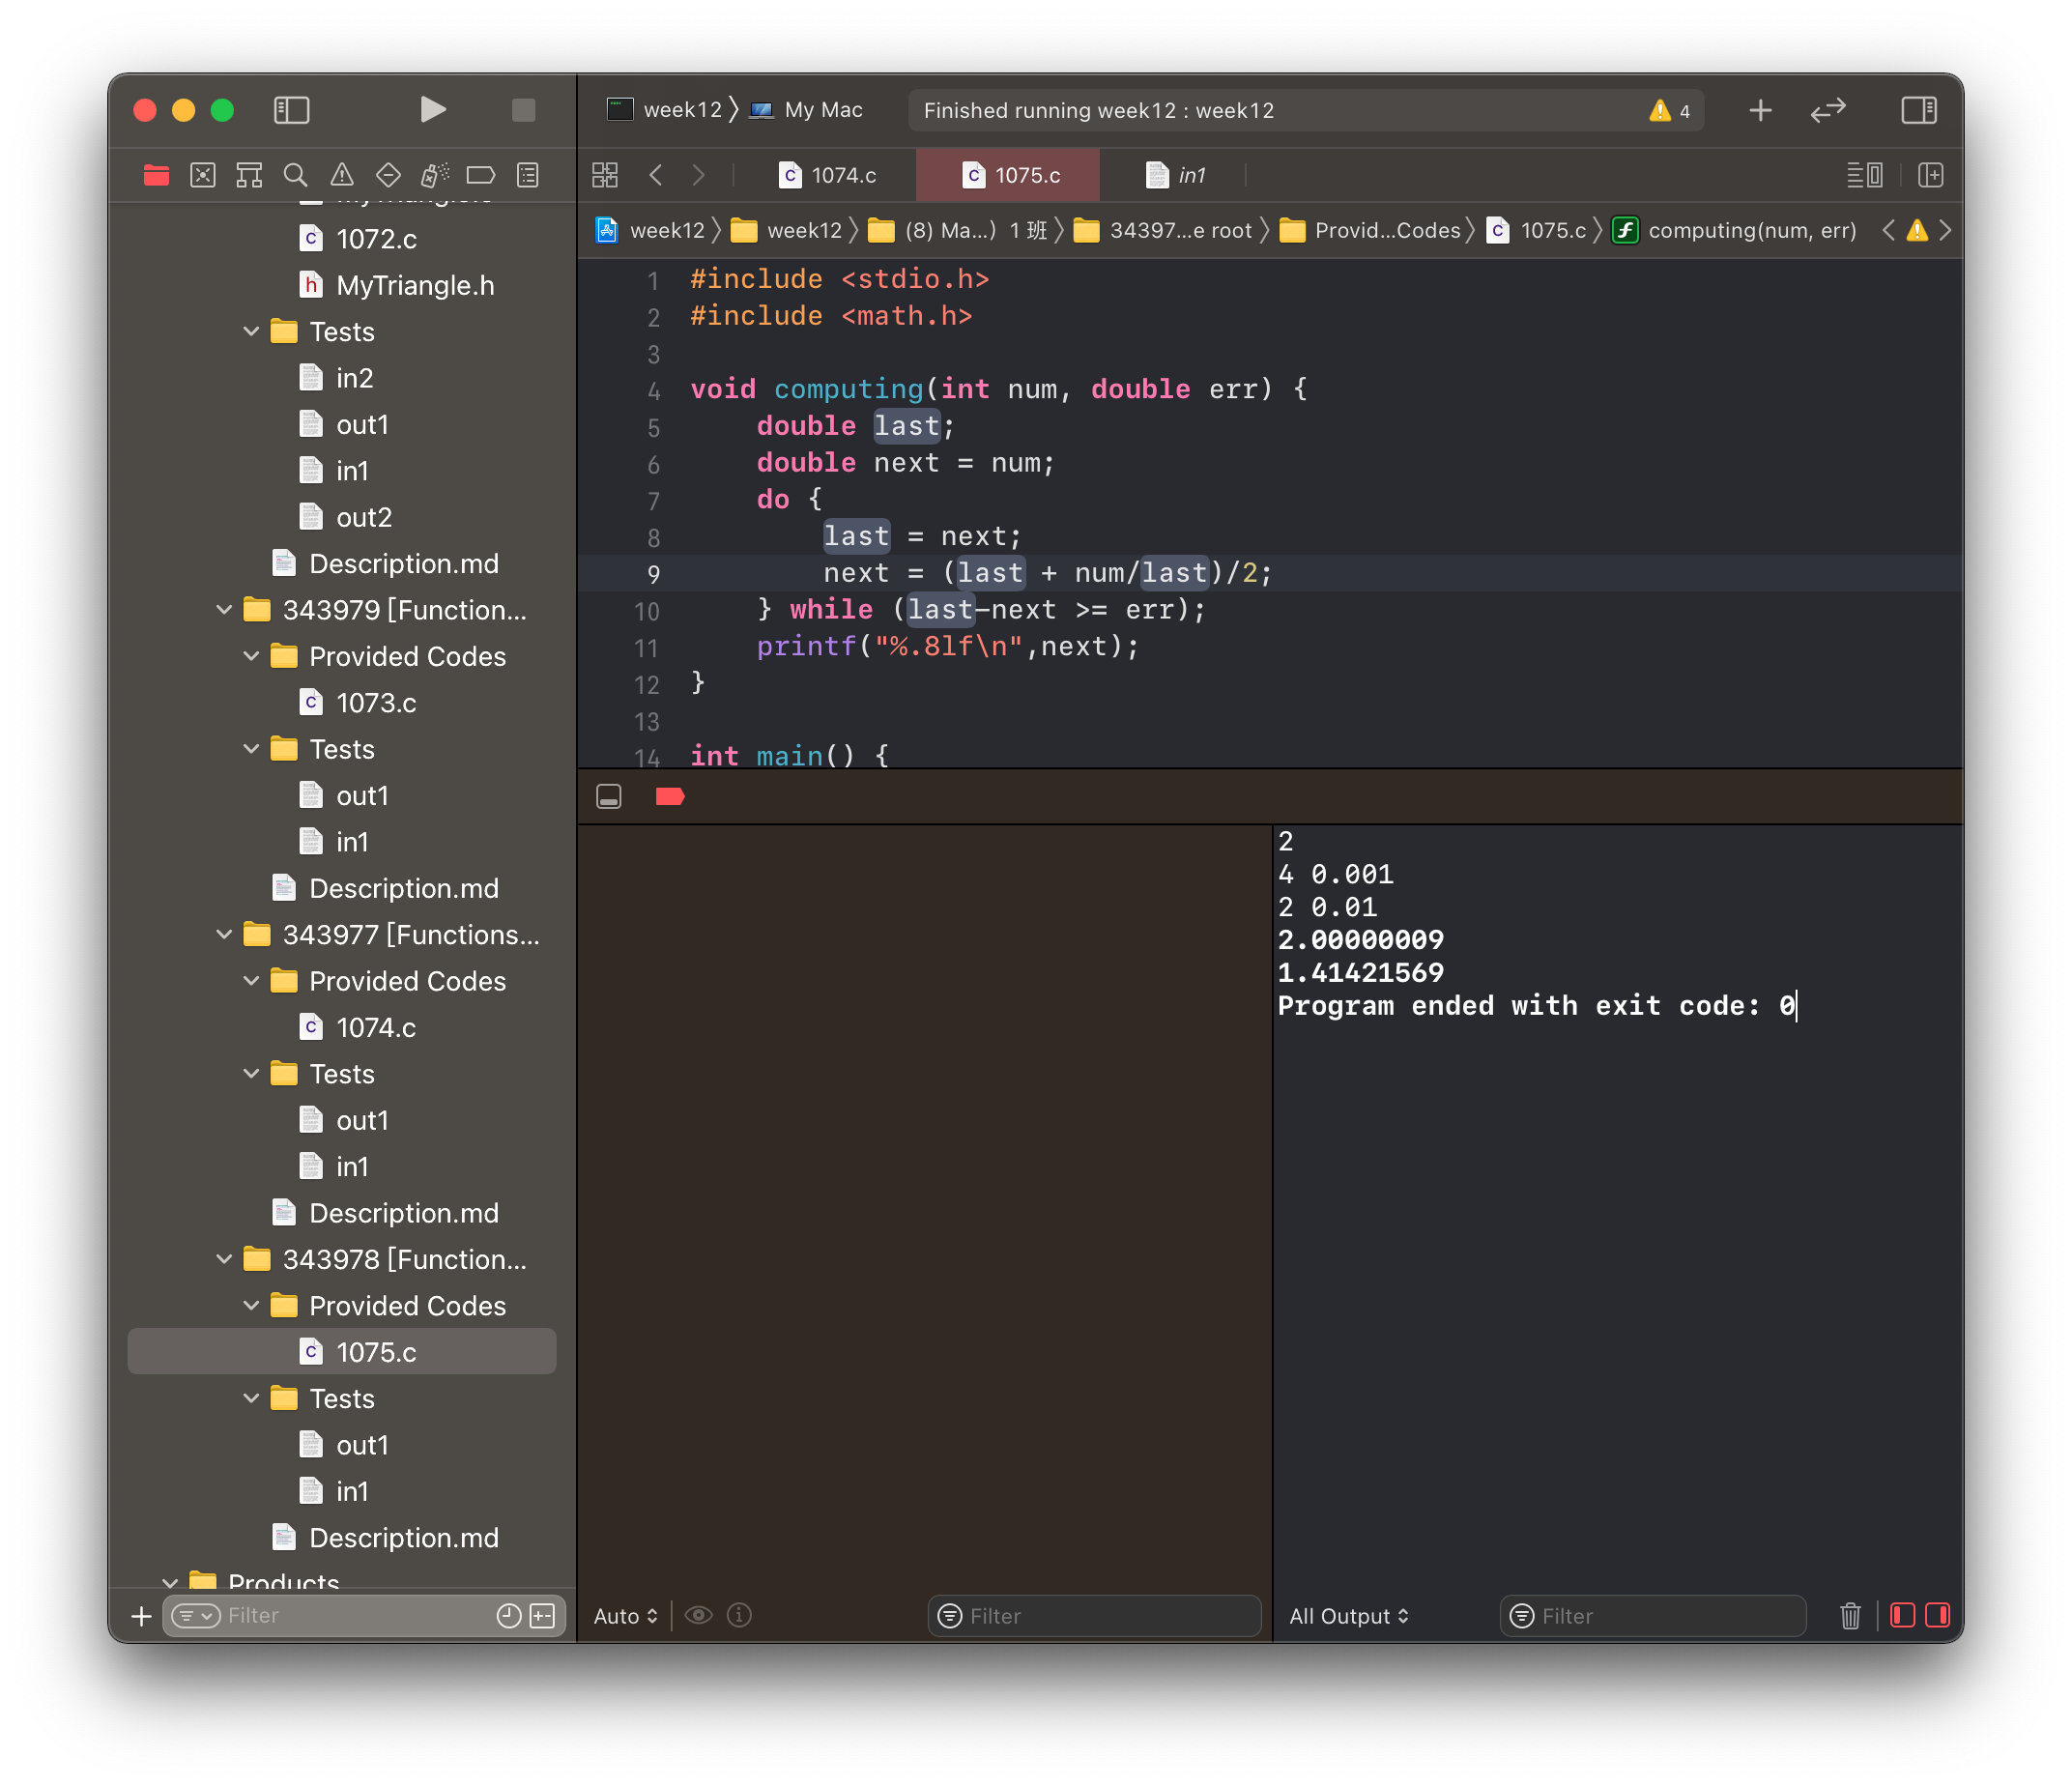 week12 〉 My Mac
Finished running week12 : week12
4
1074.c
1075.c
in1
week12 〉 week12 〉 (8) Ma...) 1 班 〉 34397...e root 〉 Provid...Codes 〉 1075.c 〉 computing(num, err)
1072.c
MyTriangle.h
Tests
in2
out1
in1
out2
Description.md
343979 [Function...
Provided Codes
1073.c
Tests
out1
in1
Description.md
343977 [Functions...
Provided Codes
1074.c
Tests
out1
in1
Description.md
343978 [Function...
Provided Codes
1075.c
Tests
out1
in1
Description.md
Products
Filter
1 #include <stdio.h>
2 #include <math.h>
3
4 void computing(int num, double err) {
5     double last;
6     double next = num;
7     do {
8         last = next;
9         next = (last + num/last)/2;
10     } while (last-next >= err);
11     printf("%.8lf\n",next);
12 }
13
14 int main() {
2
4 0.001
2 0.01
2.00000009
1.41421569
Program ended with exit code: 0
Auto
Filter
All Output
Filter